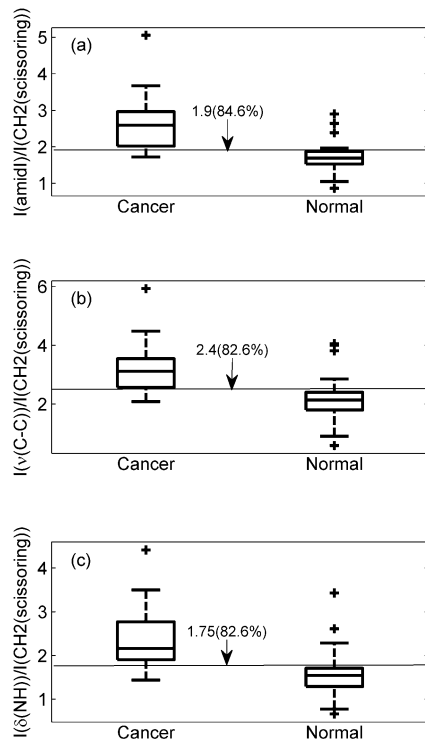 (a)
5
4
3
2
1
1.9(84.6%)
I(amidI)/I(CH2(scissoring))
Cancer Normal
(b)
6
4
2
2.4(82.6%)
I(ν(C-C))/I(CH2(scissoring))
Cancer Normal
(c)
4
3
2
1
1.75(82.6%)
I(δ(NH))/I(CH2(scissoring))
Cancer Normal